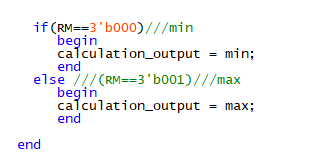 if(RM==3'b000)///min
begin
calculation_output = min;
end
else ///(RM==3'b001)///max
begin
calculation_output = max;
end
end